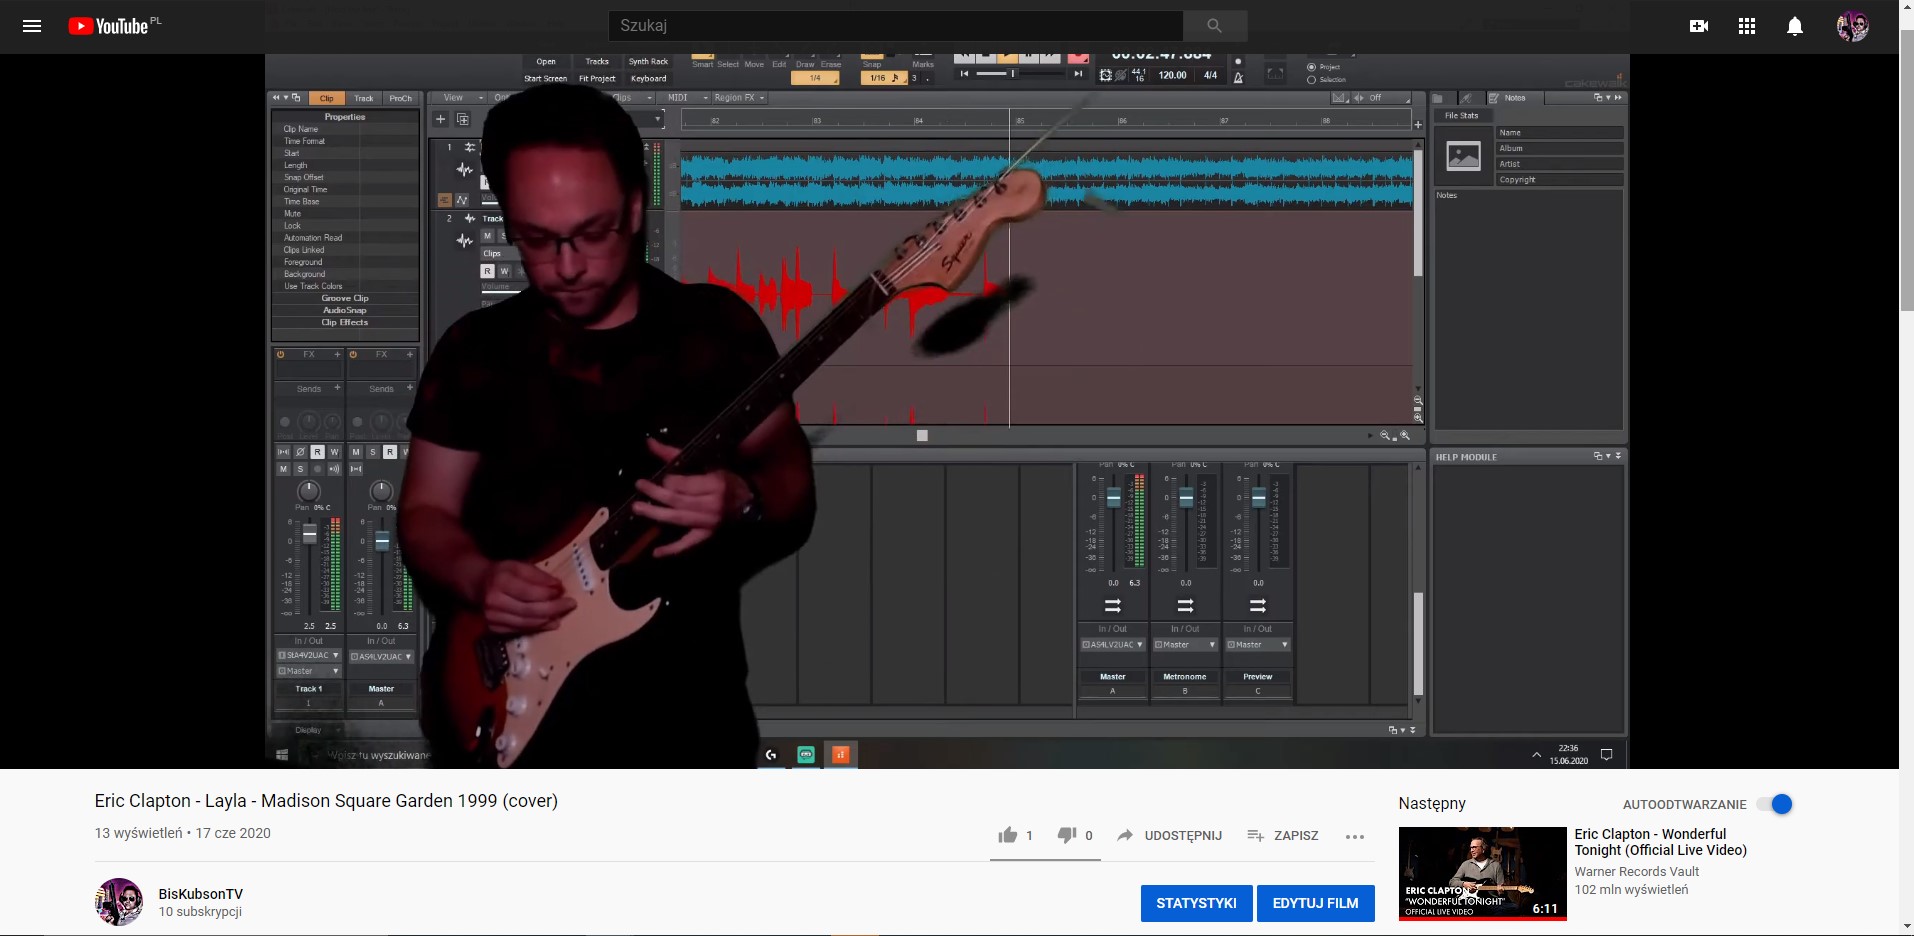 YouTube PL
Szukaj
Open Tracks Synth Rack
Start Screen Fit Project Keyboard
Smart Select Move Edit Draw Erase Snap Marks
1/4 1/16 3
44.1
16 120.00 4/4
Project
Selection
cakewalk
Clip Track ProCh
View MIDI Region FX
Off
Notes
Properties
Clip Name
Time Format
Start
Length
Snap Offset
Original Time
Time Base
Mute
Lock
Automation Read
Clips Linked
Foreground
Background
Use Track Colors
Groove Clip
AudioSnap
Clip Effects
82 83 84 85 86 87 88
1
2 Track
M S
Clips
R W
Volume
File Stats
Name
Album
Artist
Copyright
Notes
HELP MODULE
FX FX
Sends Sends
R W M S R W
M S
Pan 0% C Pan 0%
2.5 2.5 0.0 6.3
In / Out In / Out
StA4V2UAC AS4LV2UAC
Master
Track 1 Master
1 A
Display
Pan 0% C Pan 0% C Pan 0% C
0.0 6.3 0.0 0.0
In / Out In / Out In / Out
AS4LV2UAC Master Master
Master Metronome Preview
A B C
Wpisz tu wyszukiwane
22:36
15.06.2020
Eric Clapton - Layla - Madison Square Garden 1999 (cover)
13 wyświetleń • 17 cze 2020
1 0 UDOSTĘPNIJ ZAPISZ
BisKubsonTV
10 subskrypcji
STATYSTYKI EDYTUJ FILM
Następny AUTOODTWARZANIE
ERIC CLAPTON
"WONDERFUL TONIGHT"
OFFICIAL LIVE VIDEO
6:11
Eric Clapton - Wonderful
Tonight (Official Live Video)
Warner Records Vault
102 mln wyświetleń
Squier